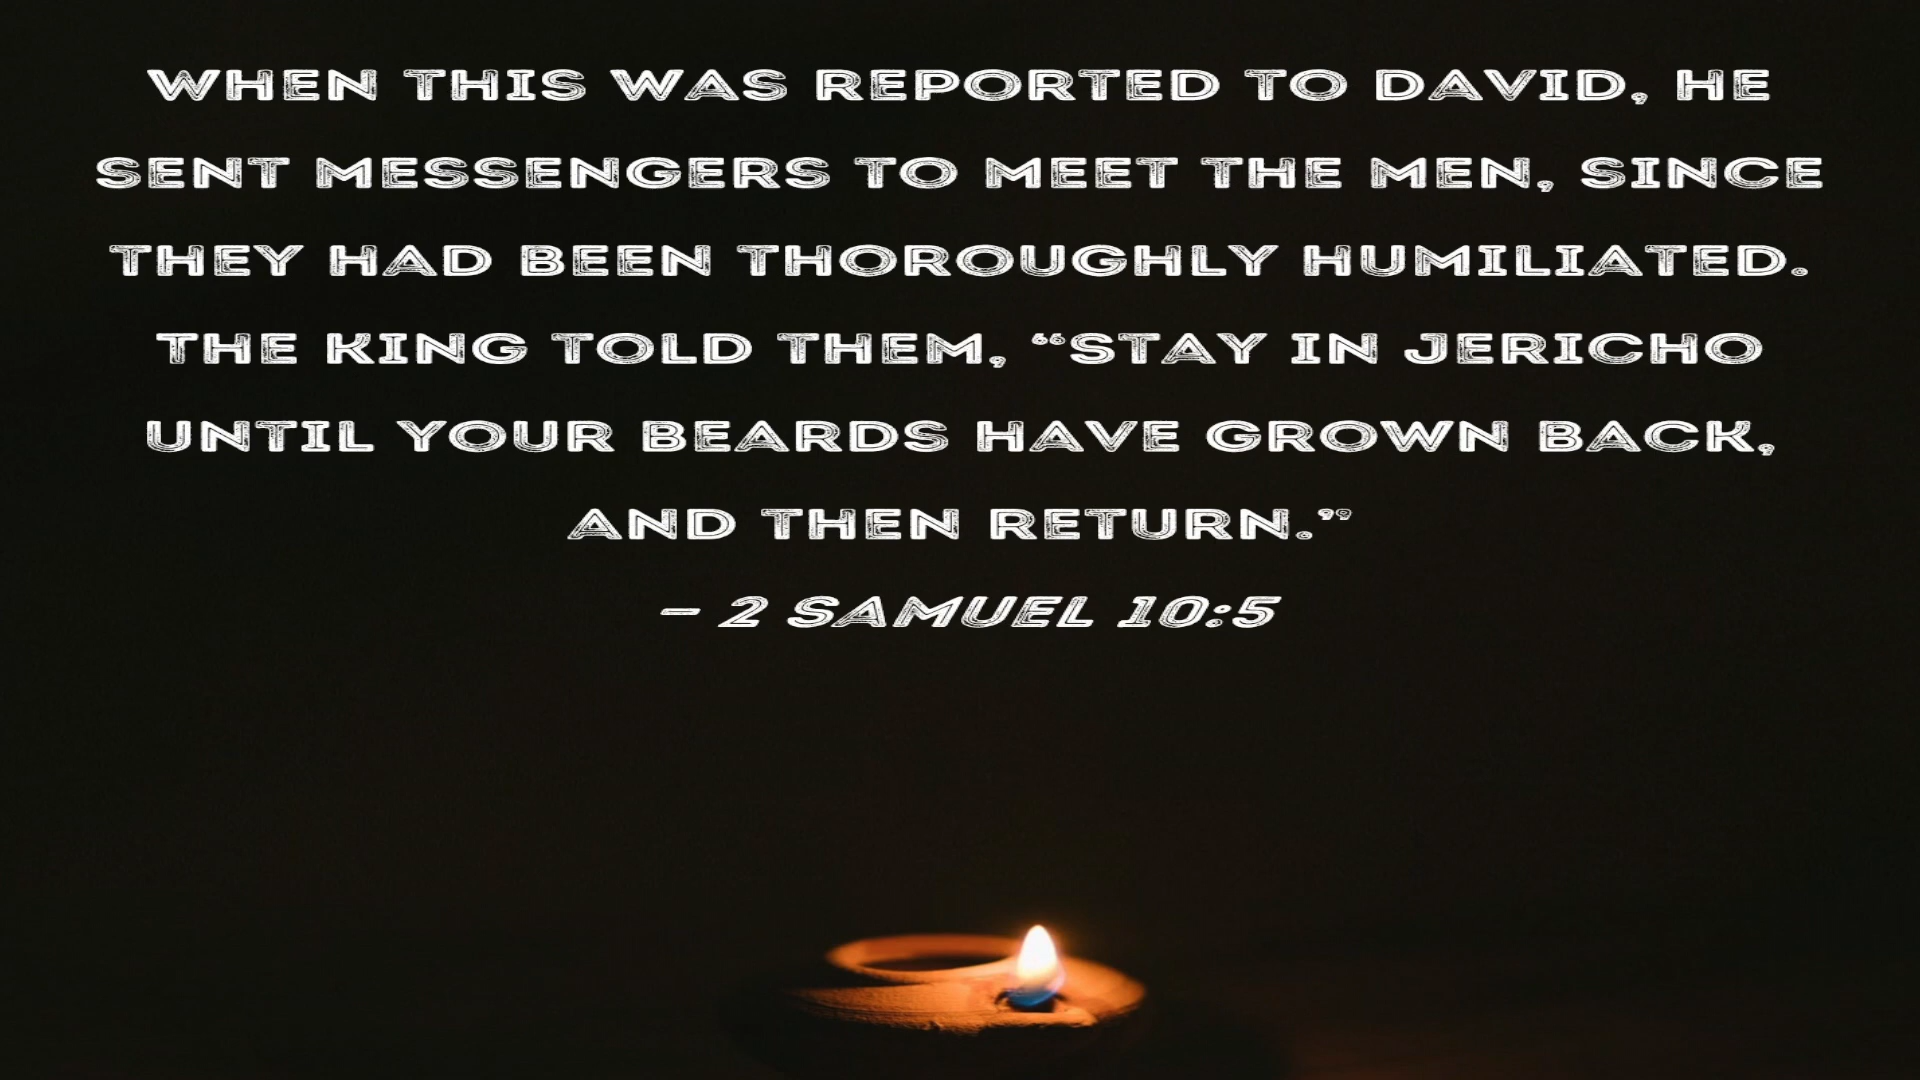 WHEN THIS WAS REPORTED TO DAVID, HE
SENT MESSENGERS TO MEET THE MEN, SINCE
THEY HAD BEEN THOROUGHLY HUMILIATED.
THE KING TOLD THEM, “STAY IN JERICHO
UNTIL YOUR BEARDS HAVE GROWN BACK,
AND THEN RETURN.”
– 2 SAMUEL 10:5